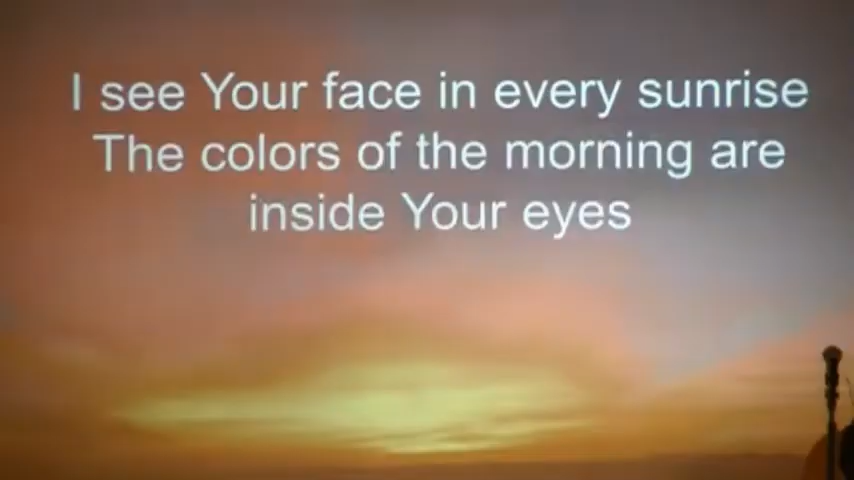 I see Your face in every sunrise
The colors of the morning are
inside Your eyes